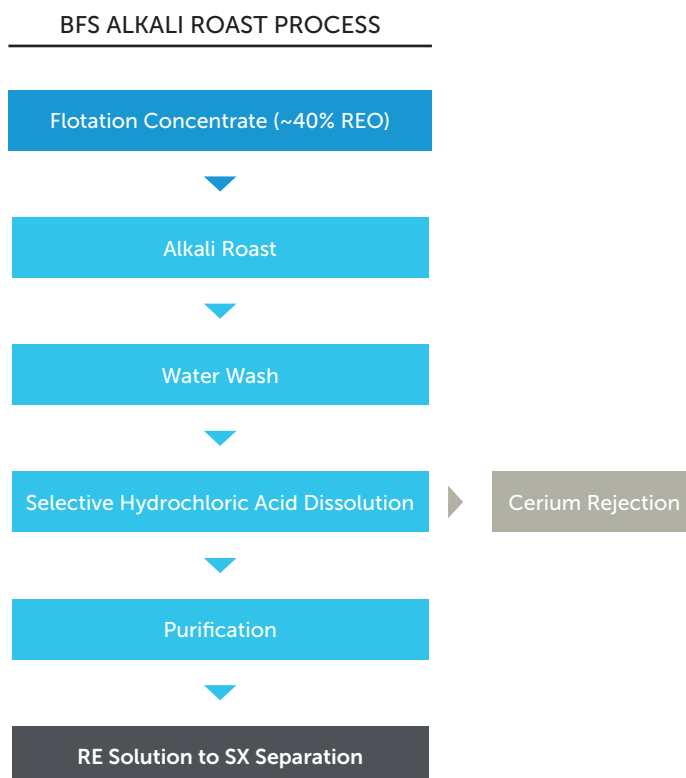 BFS ALKALI ROAST PROCESS
Flotation Concentrate (~40% REO)
Alkali Roast
Water Wash
Selective Hydrochloric Acid Dissolution
Cerium Rejection
Purification
RE Solution to SX Separation